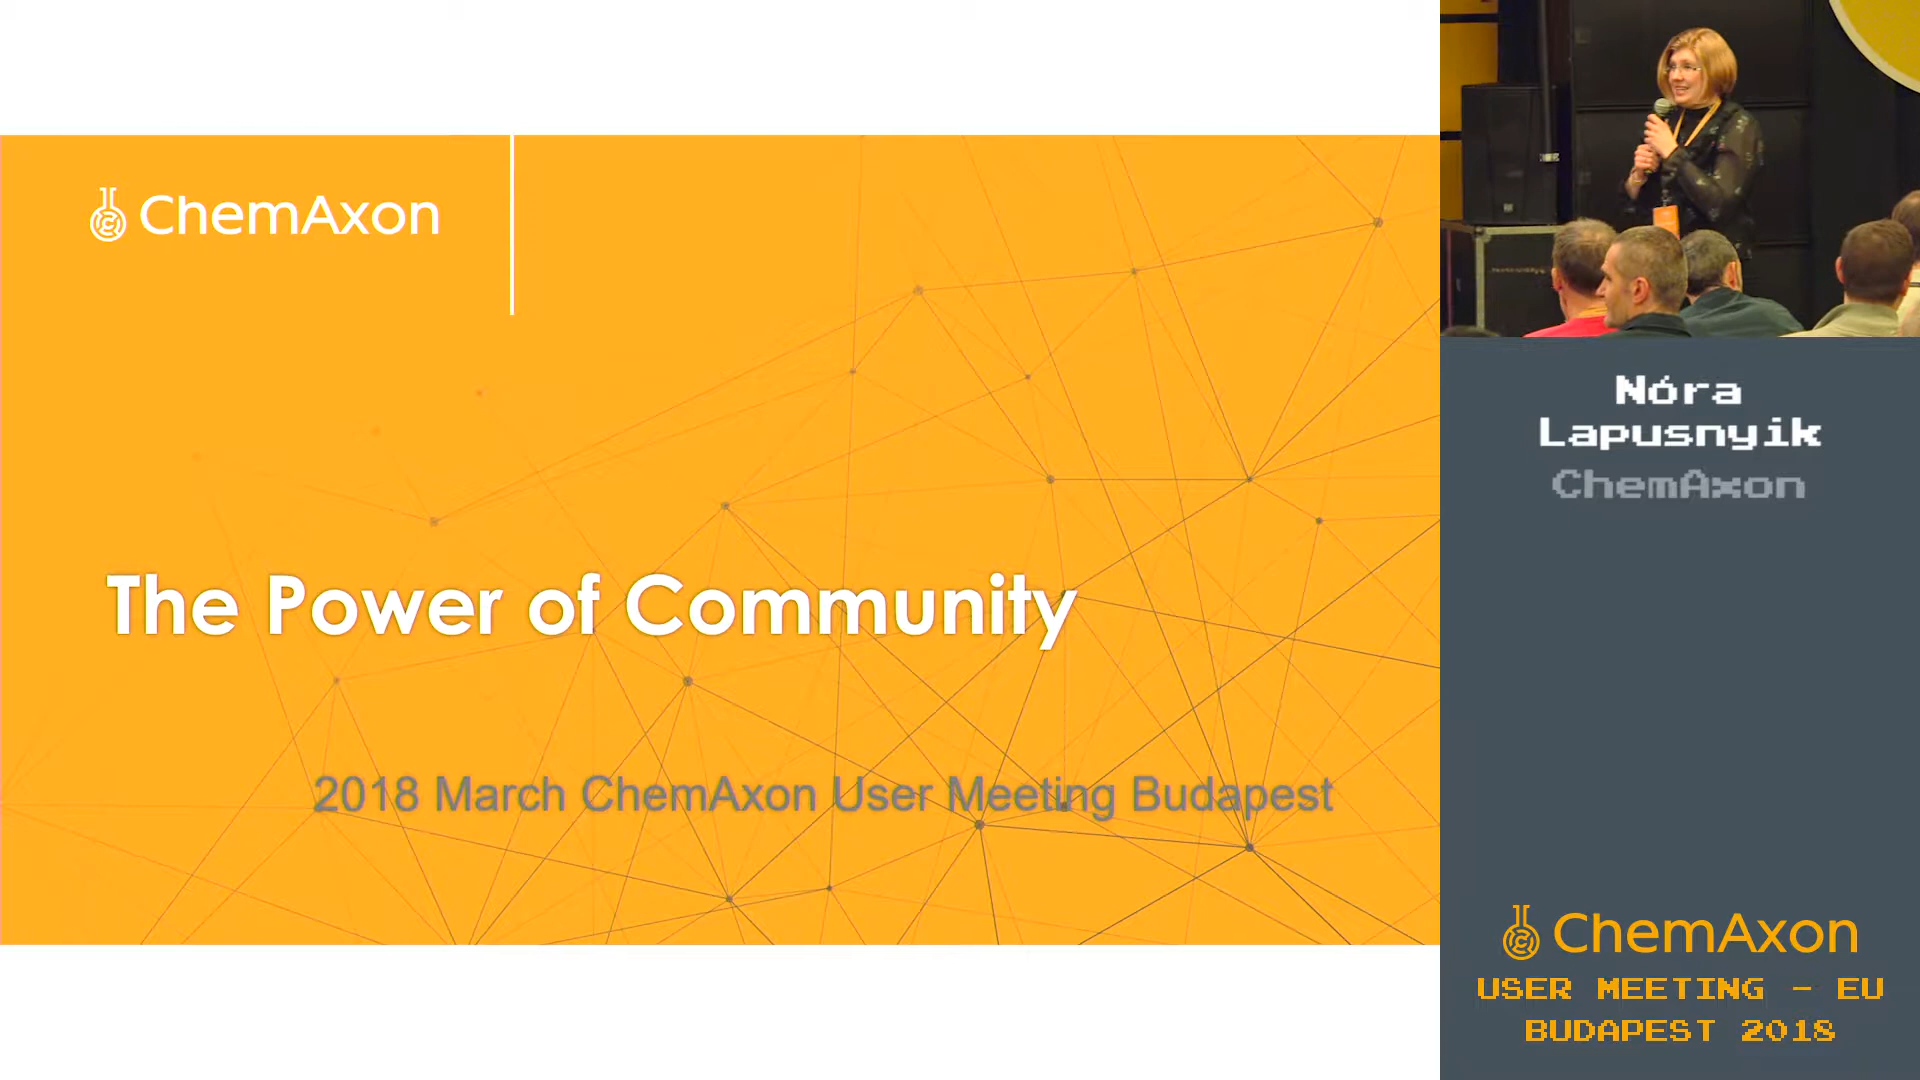 ChemAxon
The Power of Community
2018 March ChemAxon User Meeting Budapest
Nóra
Lapusnyik
ChemAxon
ChemAxon
USER MEETING - EU
BUDAPEST 2018